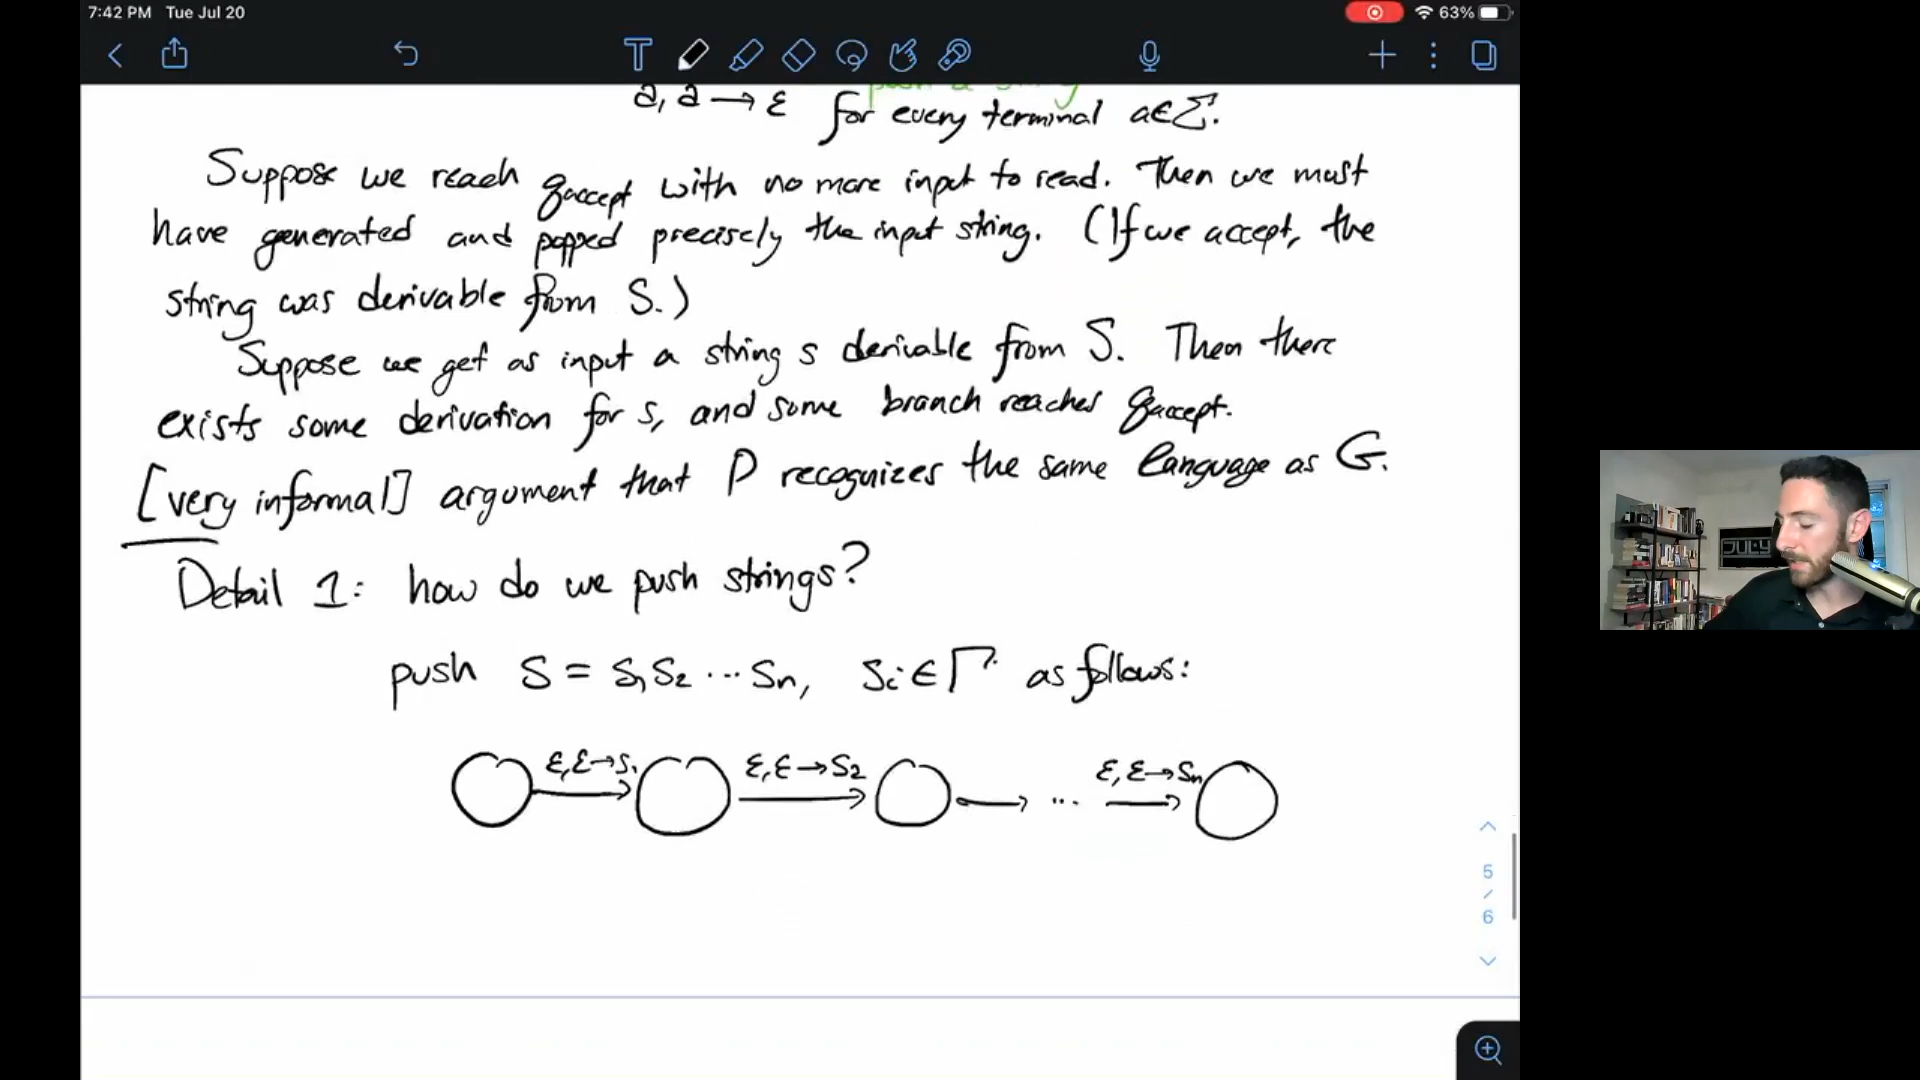 7:42 PM Tue Jul 20
63%
a, a → ε for every terminal a∈Σ.
Suppose we reach qaccept with no more input to read. Then we must
have generated and popped precisely the input string. (If we accept, the
string was derivable from S.)
Suppose we get as input a string s derivable from S. Then there
exists some derivation for s, and some branch reaches qaccept.
[very informal] argument that P recognizes the same language as G.
Detail 1: how do we push strings?
push S = S1S2 ... Sn, Si ∈ Γ as follows:
ε,ε→S1 ε,ε→S2 ... ε,ε→Sn
5
/
6
JULY